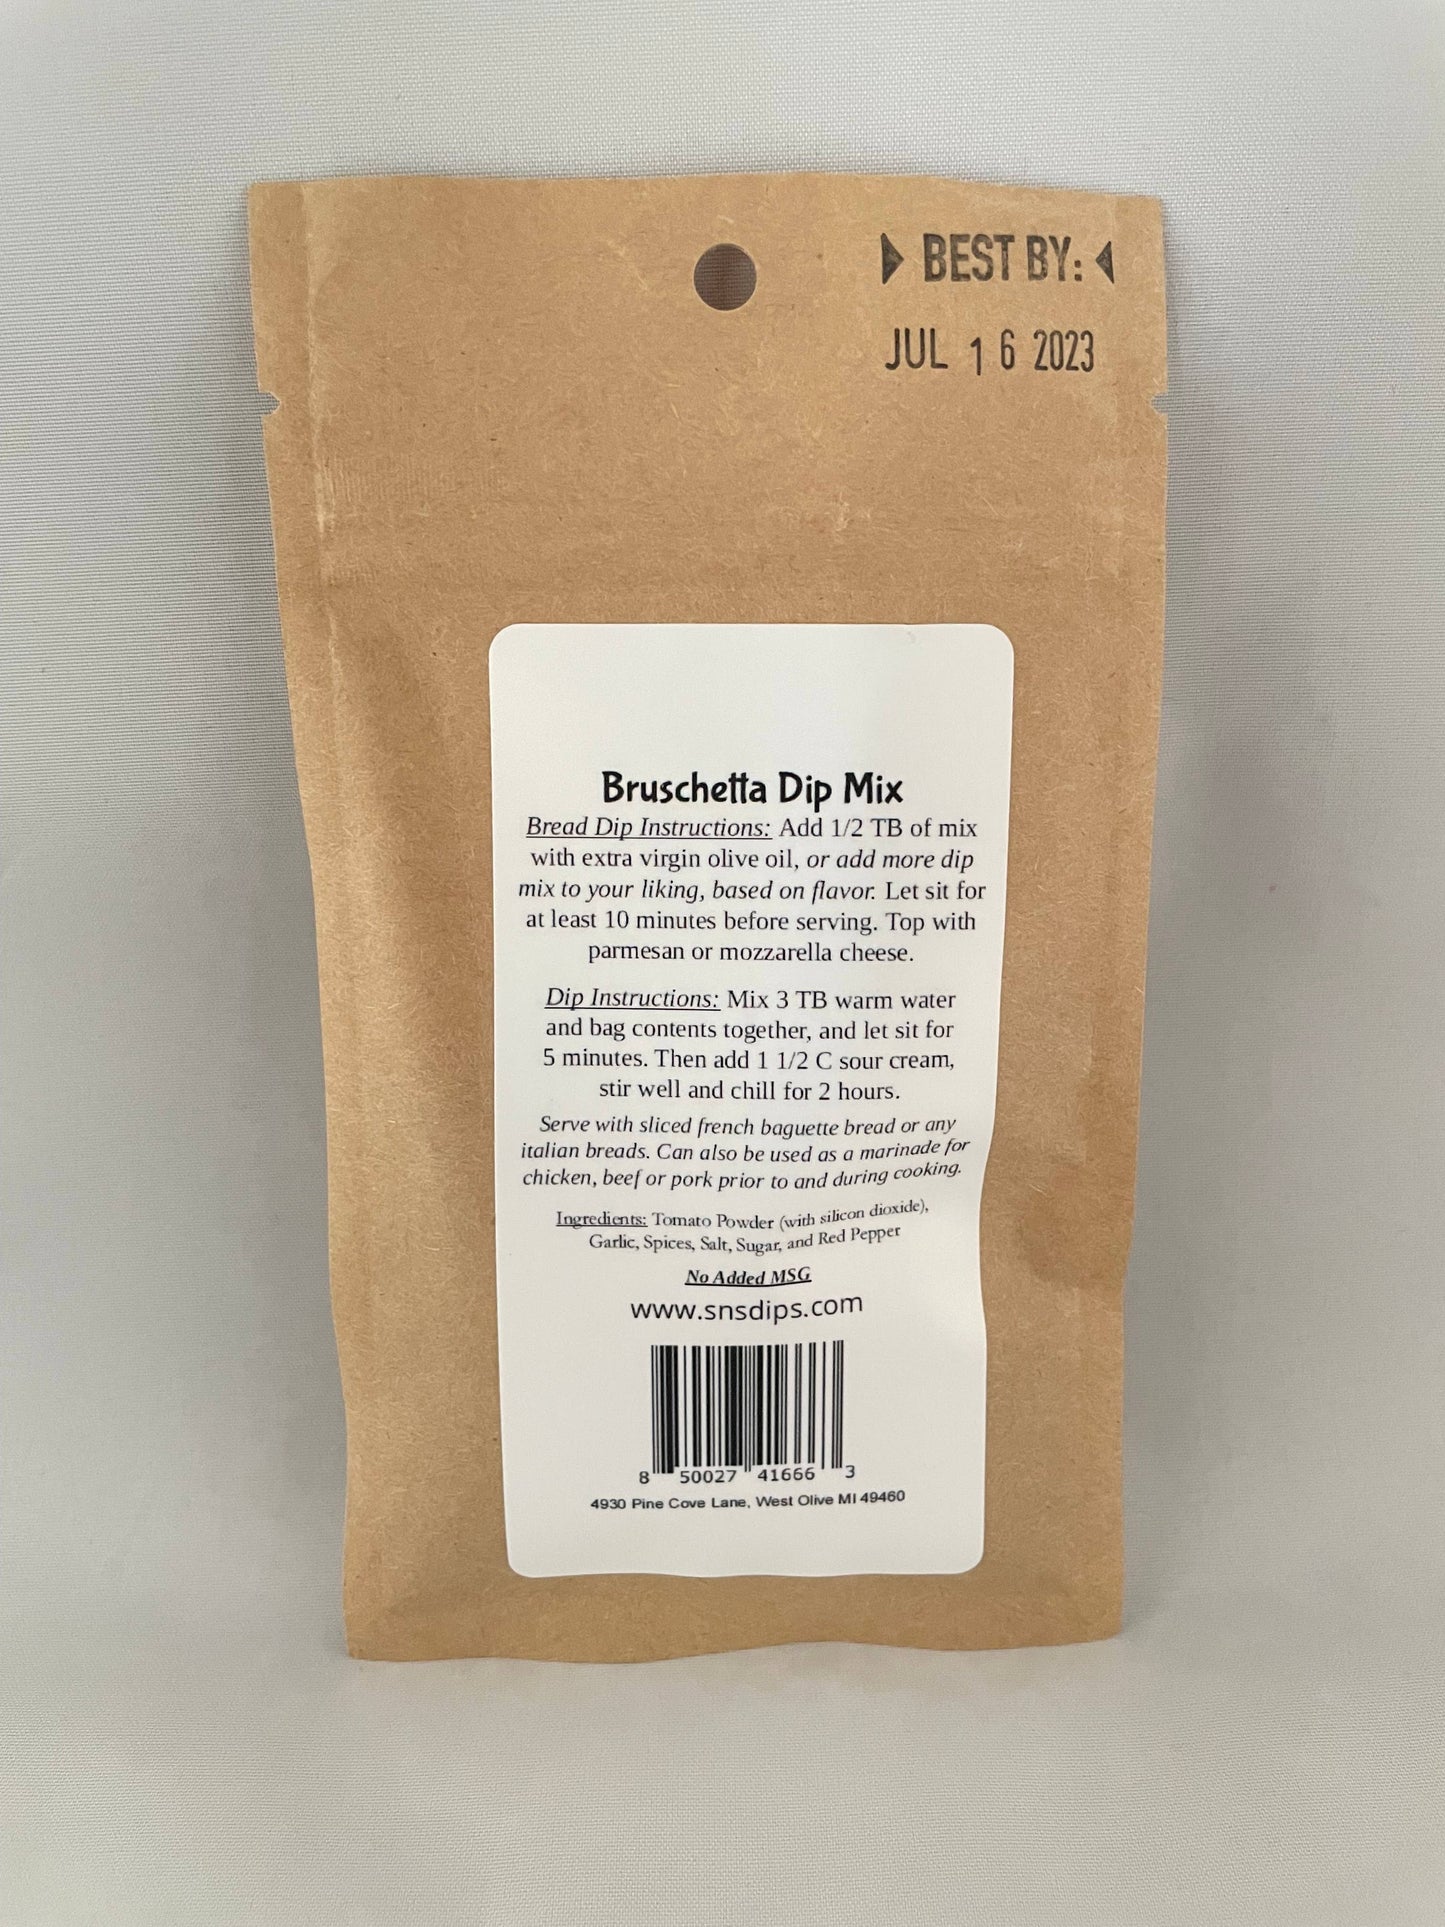 BEST BY:
JUL 16 2023
Bruschetta Dip Mix
Bread Dip Instructions: Add 1/2 TB of mix
with extra virgin olive oil, or add more dip
mix to your liking, based on flavor. Let sit for
at least 10 minutes before serving. Top with
parmesan or mozzarella cheese.
Dip Instructions: Mix 3 TB warm water
and bag contents together, and let sit for
5 minutes. Then add 1 1/2 C sour cream,
stir well and chill for 2 hours.
Serve with sliced french baguette bread or any
italian breads. Can also be used as a marinade for
chicken, beef or pork prior to and during cooking.
Ingredients: Tomato Powder (with silicon dioxide),
Garlic, Spices, Salt, Sugar, and Red Pepper
No Added MSG
www.snsdips.com
8 50027 41666 3
4930 Pine Cove Lane, West Olive MI 49460